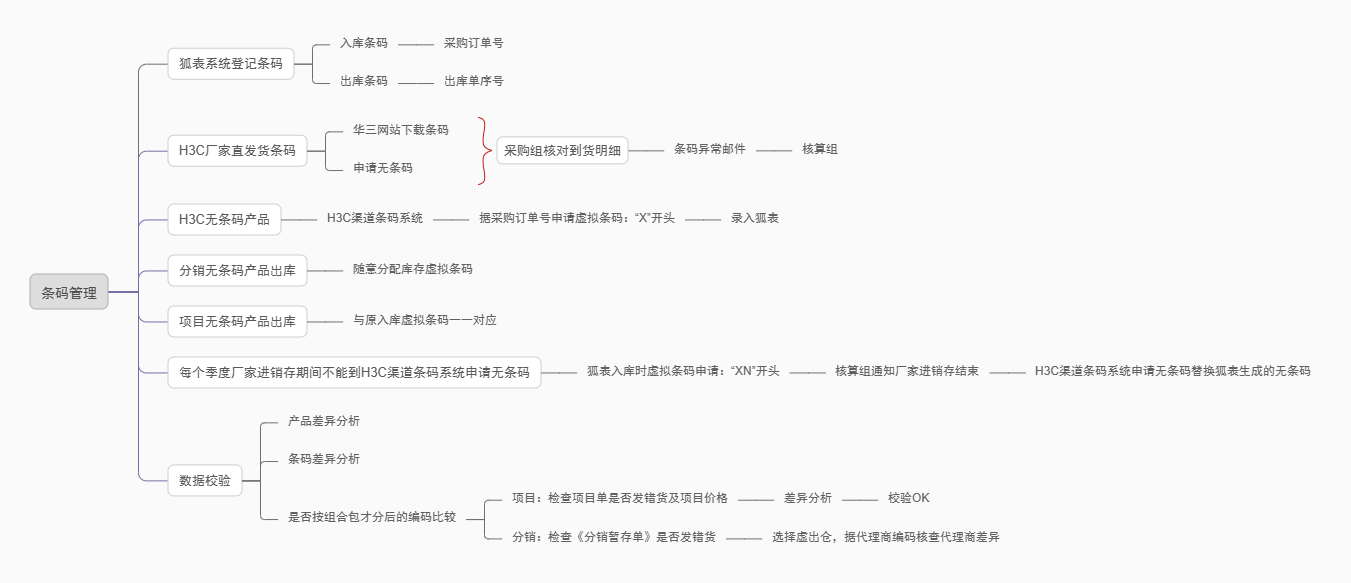 条码管理
狐表系统登记条码
入库条码
采购订单号
出库条码
出库单序号
H3C厂家直发货条码
华三网站下载条码
申请无条码
采购组核对到货明细
条码异常邮件
核算组
H3C无条码产品
H3C渠道条码系统
据采购订单号申请虚拟条码：“X”开头
录入狐表
分销无条码产品出库
随意分配库存虚拟条码
项目无条码产品出库
与原入库虚拟条码一一对应
每个季度厂家进销存期间不能到H3C渠道条码系统申请无条码
狐表入库时虚拟条码申请：“XN”开头
核算组通知厂家进销存结束
H3C渠道条码系统申请无条码替换狐表生成的无条码
数据校验
产品差异分析
条码差异分析
是否按组合包才分后的编码比较
项目：检查项目单是否发错货及项目价格
差异分析
校验OK
分销：检查《分销暂存单》是否发错货
选择虚出仓，据代理商编码核查代理商差异